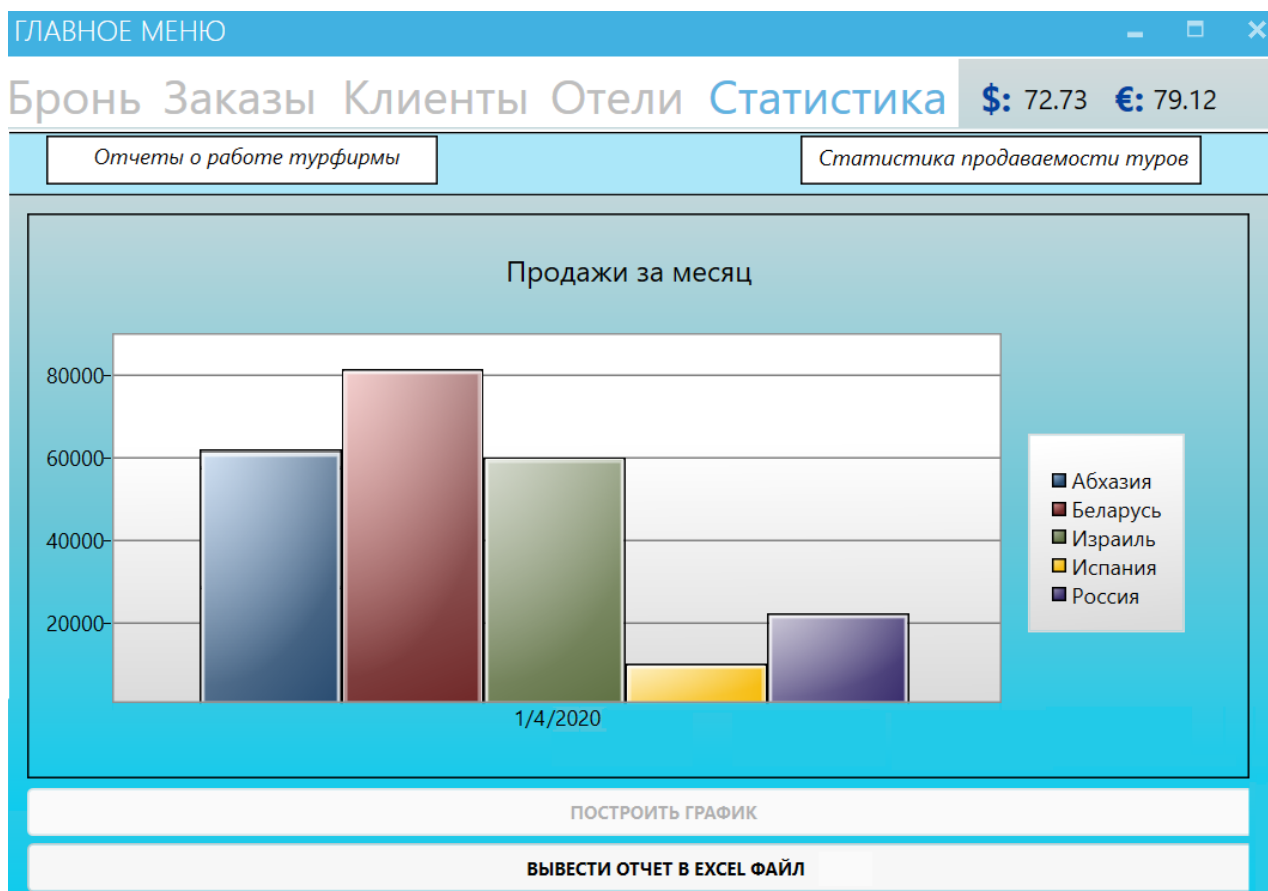 ГЛАВНОЕ МЕНЮ
Бронь Заказы Клиенты Отели Статистика $: 72.73 €: 79.12
Отчеты о работе турфирмы Статистика продаваемости туров
Продажи за месяц
80000
60000
40000
20000
1/4/2020
Абхазия
Беларусь
Израиль
Испания
Россия
ПОСТРОИТЬ ГРАФИК
ВЫВЕСТИ ОТЧЕТ В EXCEL ФАЙЛ